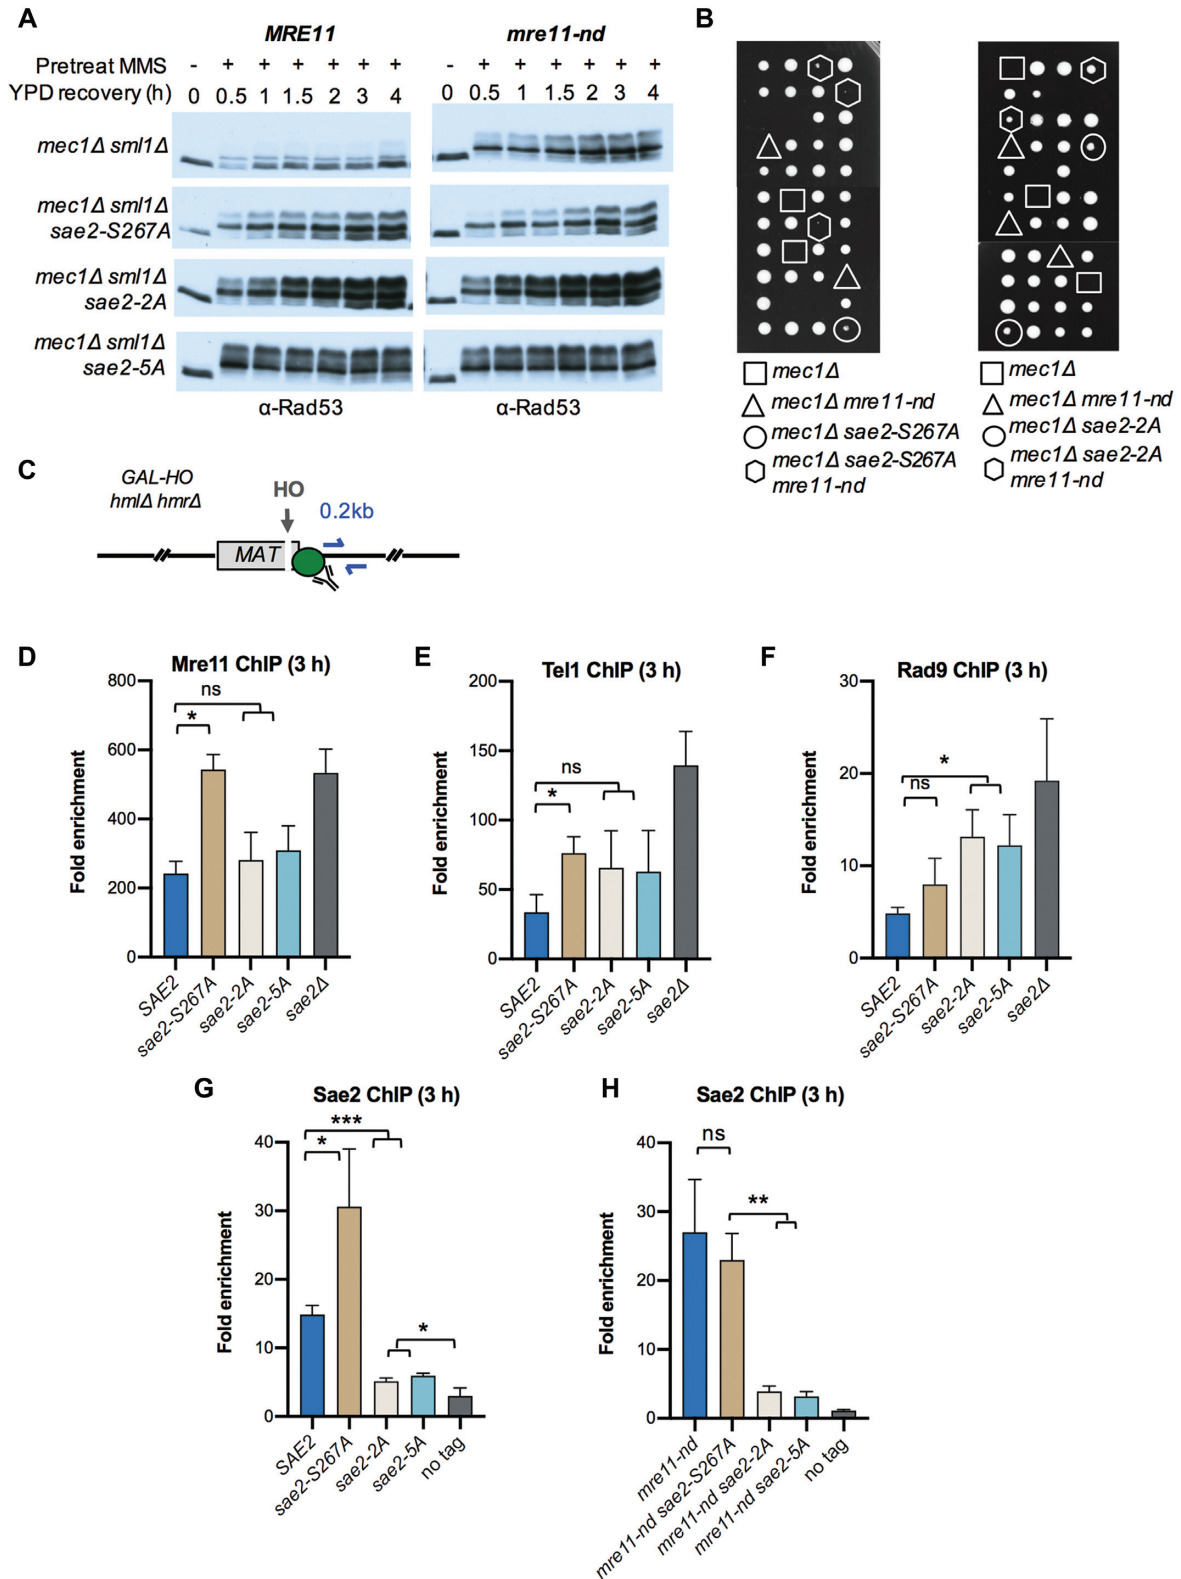 A
MRE11
mre11-nd
Pretreat MMS - + + + + + +
- + + + + + +
YPD recovery (h) 0 0.5 1 1.5 2 3 4
0 0.5 1 1.5 2 3 4
mec1Δ sml1Δ
mec1Δ sml1Δ
sae2-S267A
mec1Δ sml1Δ
sae2-2A
mec1Δ sml1Δ
sae2-5A
α-Rad53
α-Rad53
B
mec1Δ
mec1Δ mre11-nd
mec1Δ sae2-S267A
mec1Δ sae2-S267A
mre11-nd
mec1Δ
mec1Δ mre11-nd
mec1Δ sae2-2A
mec1Δ sae2-2A
mre11-nd
C
GAL-HO
hmlΔ hmrΔ
HO
0.2kb
MAT
D
Mre11 ChIP (3 h)
Fold enrichment
800
600
400
200
0
ns
*
SAE2
sae2-S267A
sae2-2A
sae2-5A
sae2Δ
E
Tel1 ChIP (3 h)
Fold enrichment
200
150
100
50
0
ns
*
SAE2
sae2-S267A
sae2-2A
sae2-5A
sae2Δ
F
Rad9 ChIP (3 h)
Fold enrichment
30
20
10
0
*
ns
SAE2
sae2-S267A
sae2-2A
sae2-5A
sae2Δ
G
Sae2 ChIP (3 h)
Fold enrichment
40
30
20
10
0
***
*
*
SAE2
sae2-S267A
sae2-2A
sae2-5A
no tag
H
Sae2 ChIP (3 h)
Fold enrichment
40
30
20
10
0
ns
**
mre11-nd
mre11-nd sae2-S267A
mre11-nd sae2-2A
mre11-nd sae2-5A
no tag